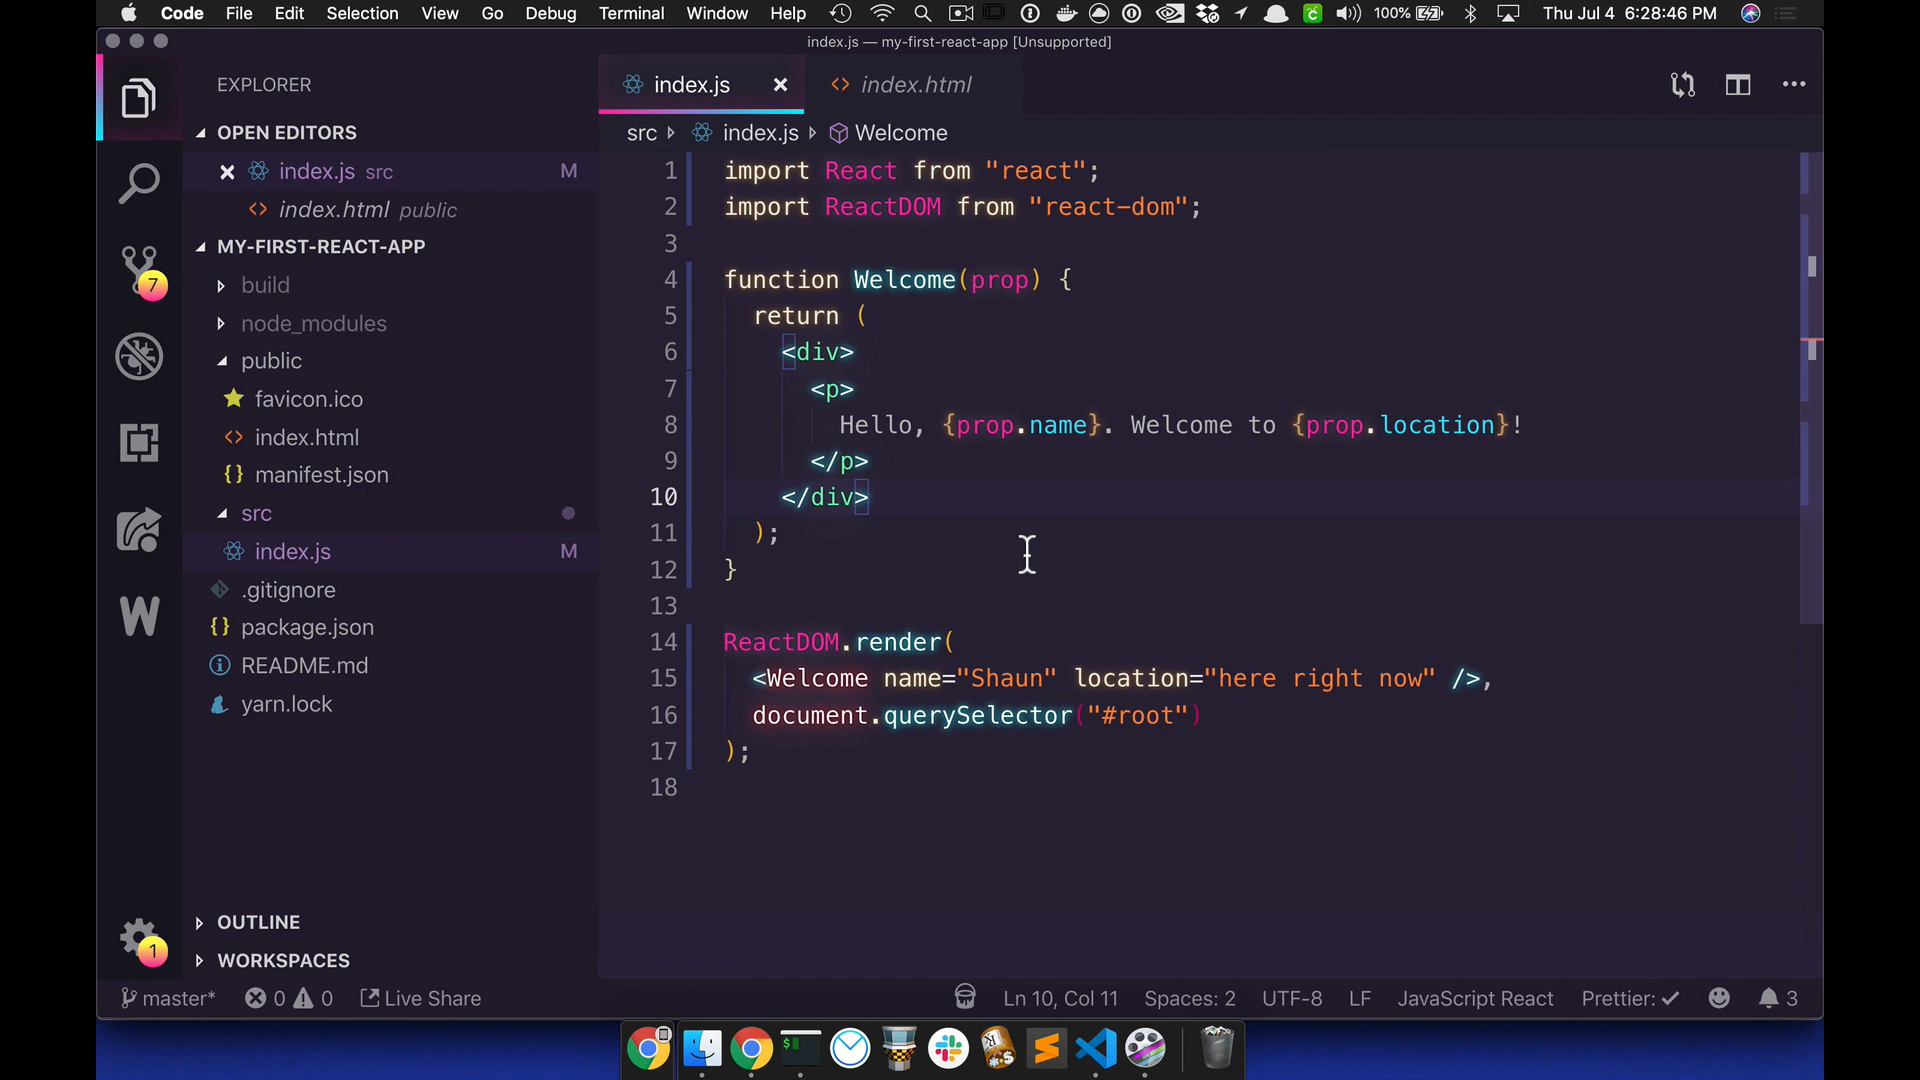 Code File Edit Selection View Go Debug Terminal Window Help 100% Thu Jul 4 6:28:46 PM
index.js — my-first-react-app [Unsupported]
EXPLORER
OPEN EDITORS
index.js src M
index.html public
MY-FIRST-REACT-APP
build
node_modules
public
favicon.ico
index.html
manifest.json
src
index.js M
.gitignore
package.json
README.md
yarn.lock
OUTLINE
WORKSPACES
7
1
index.js index.html
src index.js Welcome
1 import React from "react";
2 import ReactDOM from "react-dom";
3
4 function Welcome(prop) {
5 return (
6 <div>
7 <p>
8 Hello, {prop.name}. Welcome to {prop.location}!
9 </p>
10 </div>
11 );
12 }
13
14 ReactDOM.render(
15 <Welcome name="Shaun" location="here right now" />,
16 document.querySelector("#root")
17 );
18
master* 0 0 Live Share Ln 10, Col 11 Spaces: 2 UTF-8 LF JavaScript React Prettier: ✓ 3